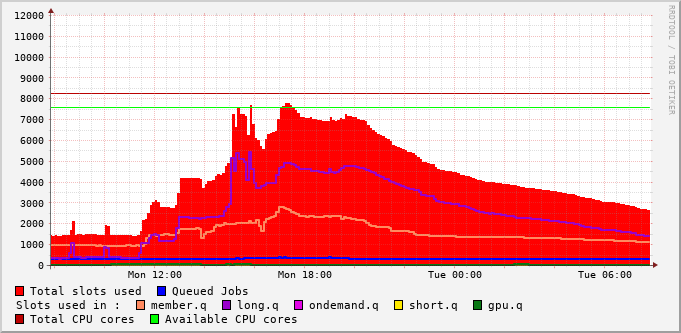 RRDTOOL / TOBI OETIKER
12000
11000
10000
9000
8000
7000
6000
5000
4000
3000
2000
1000
0
Mon 12:00 Mon 18:00 Tue 00:00 Tue 06:00
Total slots used Queued Jobs
Slots used in : member.q long.q ondemand.q short.q gpu.q
Total CPU cores Available CPU cores